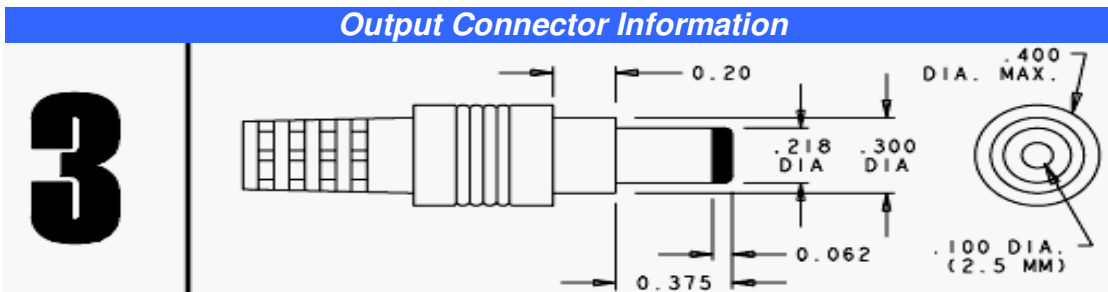 Output Connector Information
3
0.20
.400
DIA. MAX.
.218
DIA
.300
DIA
0.062
0.375
.100 DIA.
(2.5 MM)